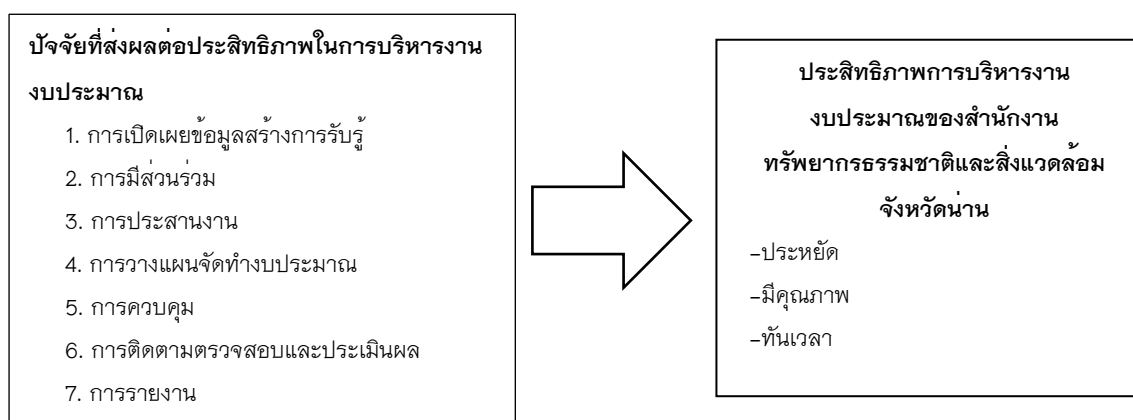 ปัจจัยที่ส่งผลต่อประสิทธิภาพในการบริหารงาน
งบประมาณ
1. การเปิดเผยข้อมูลสร้างการรับรู้
2. การมีส่วนร่วม
3. การประสานงาน
4. การวางแผนจัดทำงบประมาณ
5. การควบคุม
6. การติดตามตรวจสอบและประเมินผล
7. การรายงาน
ประสิทธิภาพการบริหารงาน
งบประมาณของสำนักงาน
ทรัพยากรธรรมชาติและสิ่งแวดล้อม
จังหวัดน่าน
-ประหยัด
-มีคุณภาพ
-ทันเวลา